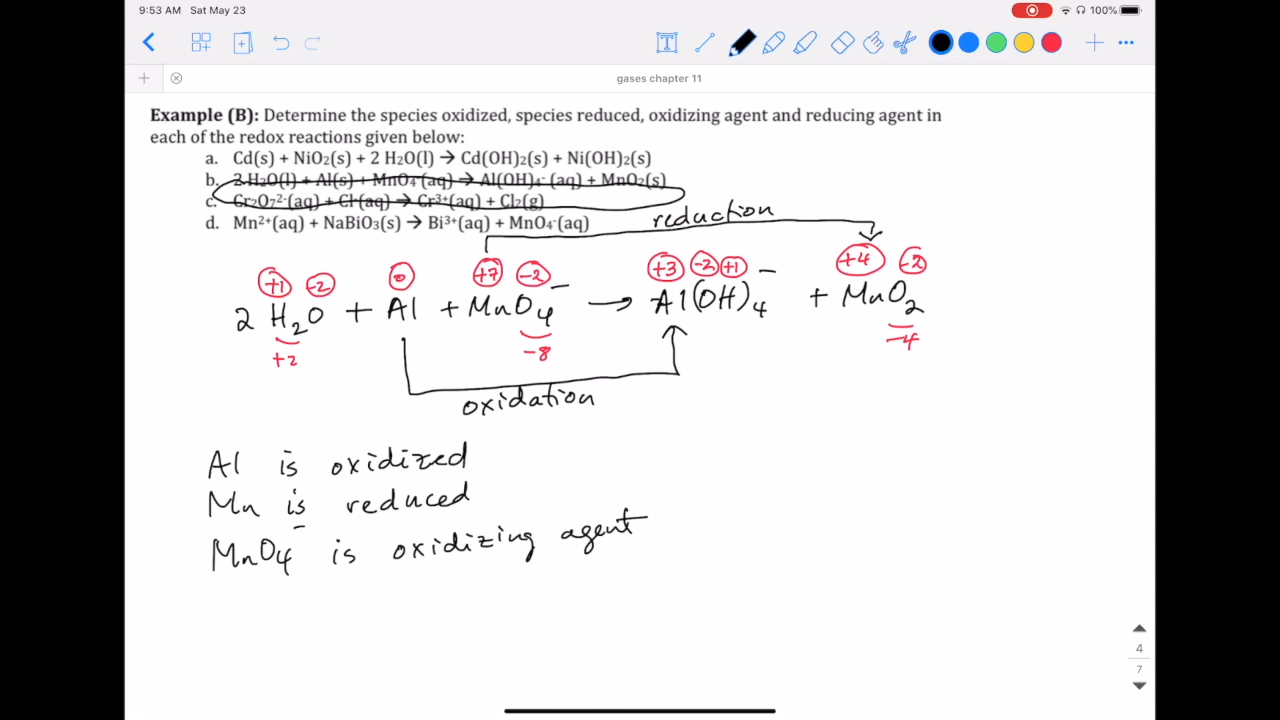 9:53 AM Sat May 23
100%
gases chapter 11
Example (B): Determine the species oxidized, species reduced, oxidizing agent and reducing agent in
each of the redox reactions given below:
a. Cd(s) + NiO2(s) + 2 H2O(l) → Cd(OH)2(s) + Ni(OH)2(s)
b. 2 H2O(l) + Al(s) + MnO4-(aq) → Al(OH)4- (aq) + MnO2(s)
c. Cr2O7²-(aq) + Cl-(aq) → Cr³+(aq) + Cl2(g)
d. Mn²+(aq) + NaBiO3(s) → Bi³+(aq) + MnO4-(aq)
reduction
+1 -2 0 +7 -2 +3 -2 +1 +4 -2
2 H2O + Al + MnO4⁻ → Al(OH)4⁻ + MnO2
+2 -8 -4
oxidation
Al is oxidized
Mn is reduced
MnO4⁻ is oxidizing agent
4
7